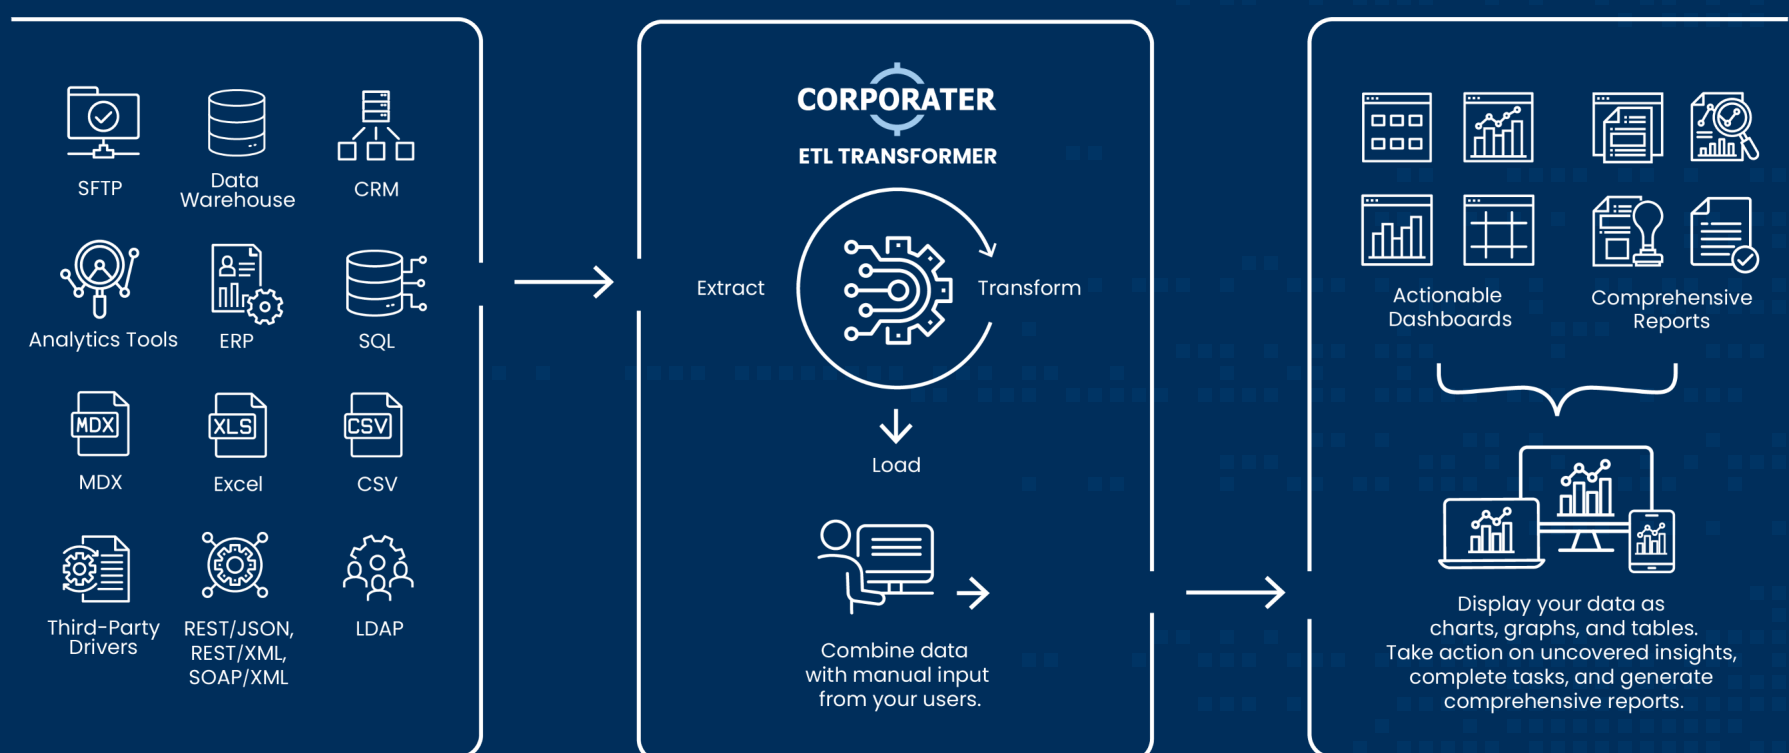 SFTP
Data
Warehouse
CRM
Analytics Tools
ERP
SQL
MDX
XLS
CSV
MDX
Excel
CSV
Third-Party
Drivers
REST/JSON,
REST/XML,
SOAP/XML
LDAP
CORPORATER
ETL TRANSFORMER
Extract
Transform
Load
Combine data
with manual input
from your users.
Actionable
Dashboards
Comprehensive
Reports
Display your data as
charts, graphs, and tables.
Take action on uncovered insights,
complete tasks, and generate
comprehensive reports.